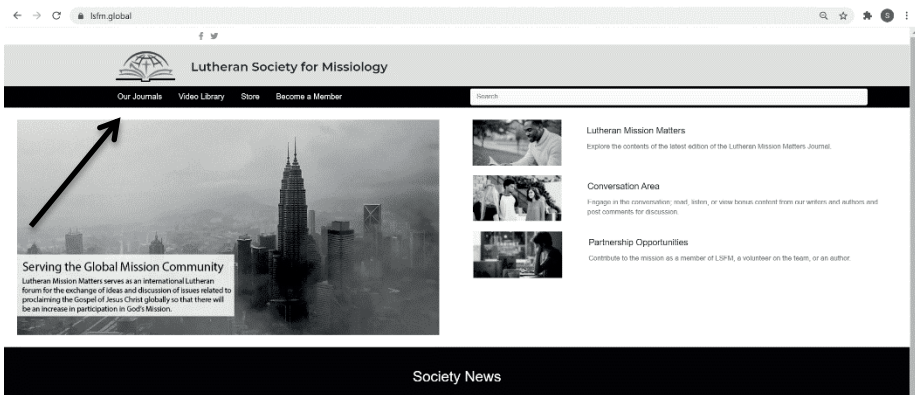 lsfm.global
S
Lutheran Society for Missiology
Our Journals Video Library Store Become a Member Search
Lutheran Mission Matters
Explore the contents of the latest edition of the Lutheran Mission Matters Journal.
Conversation Area
Engage in the conversation; read, listen, or view bonus content from our writers and authors and
post comments for discussion.
Partnership Opportunities
Contribute to the mission as a member of LSFM, a volunteer on the team, or an author.
Serving the Global Mission Community
Lutheran Mission Matters serves as an international Lutheran
forum for the exchange of ideas and discussion of issues related to
proclaiming the Gospel of Jesus Christ globally so that there will
be an increase in participation in God's Mission.
Society News